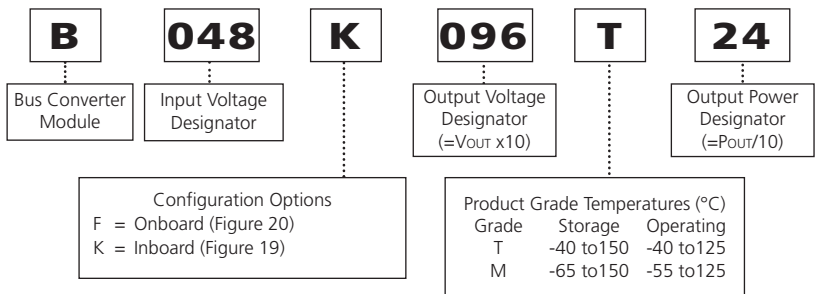 B 048 K 096 T 24
Bus Converter
Module
Input Voltage
Designator
Output Voltage
Designator
(=VOUT x10)
Output Power
Designator
(=POUT/10)
Configuration Options
F = Onboard (Figure 20)
K = Inboard (Figure 19)
Product Grade Temperatures (°C)
Grade Storage Operating
T -40 to150 -40 to125
M -65 to150 -55 to125